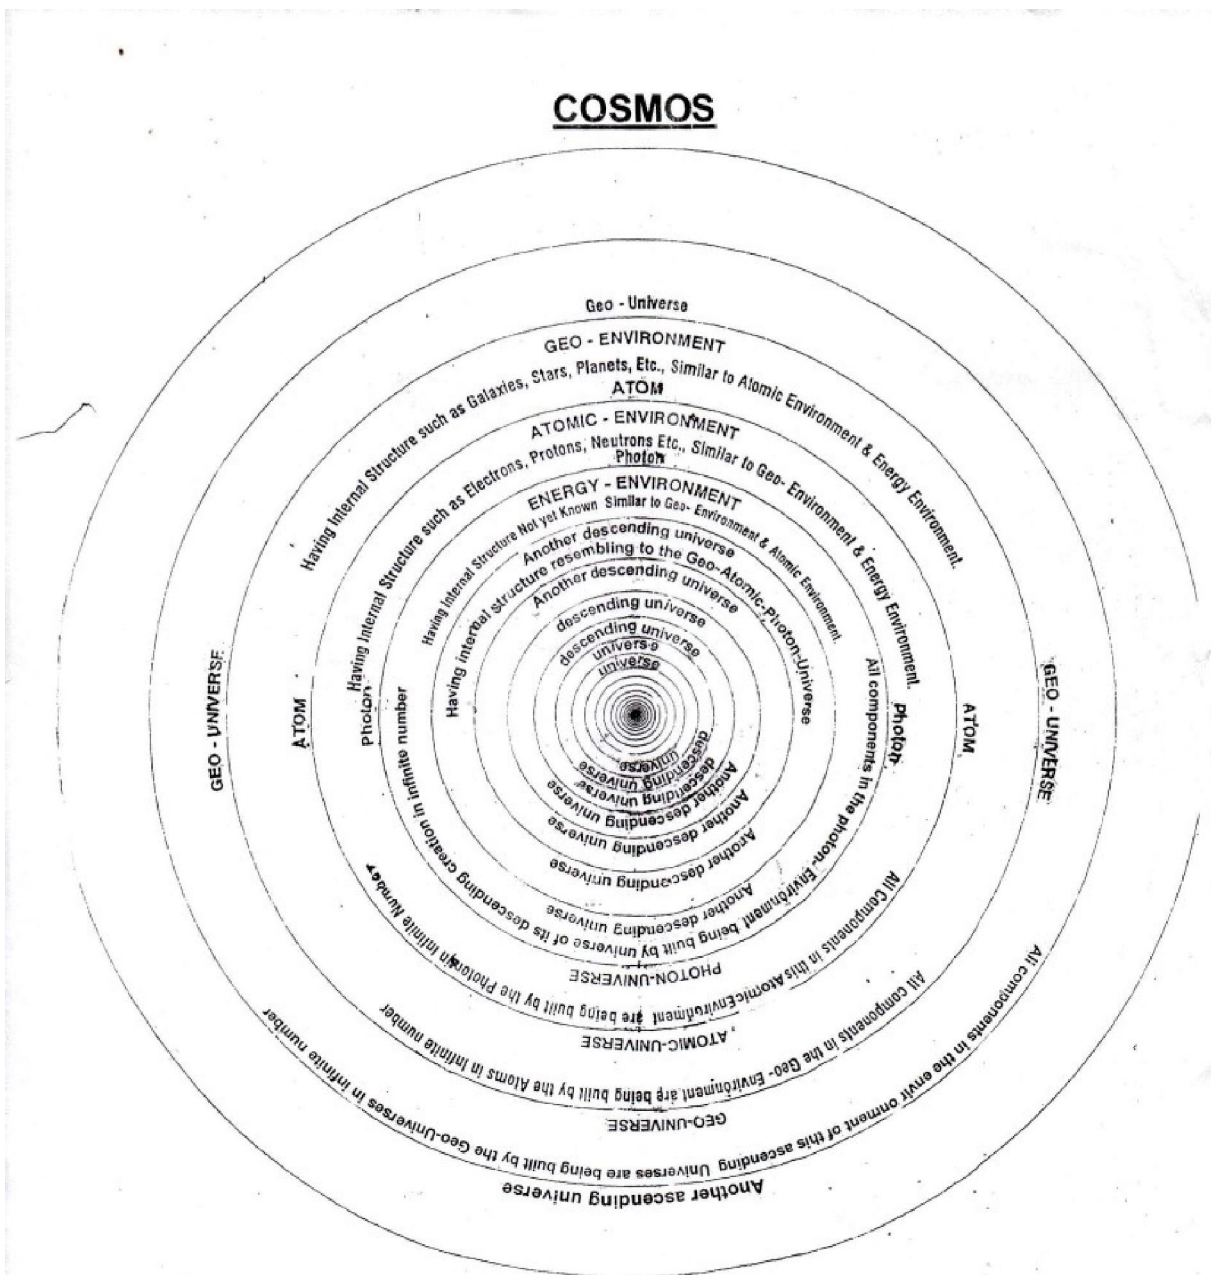 COSMOS
Geo - Universe
GEO - ENVIRONMENT
Having Internal Structure such as Galaxies, Stars, Planets, Etc., Similar to Atomic Environment & Energy Environment.
ATOM
ATOMIC - ENVIRONMENT
Having Internal Structure such as Electrons, Protons, Neutrons Etc., Similar to Geo- Environment & Energy Environment.
Photon
ENERGY - ENVIRONMENT
Having Internal Structure Not yet Known Similar to Geo- Environment & Atomic Environment.
Another descending universe
Having internal structure resembling to the Geo-Atomic-Photon-Universe
Another descending universe
descending universe
descending universe
universe
universe
GEO - UNIVERSE
ATOM
Photon
Photon
ATOM
GEO - UNIVERSE
universe
descending universe
descending universe
Another descending universe
Another descending universe
Another descending universe
Another descending universe
All components in the photon- Environment being built by universe of its descending creation in infinite number
PHOTON-UNIVERSE
All Components in this Atomic Environment are being built by the Photons in Infinite Number
ATOMIC-UNIVERSE
All components in the Geo- Environment are being built by the Atoms in Infinite number
GEO-UNIVERSE
All components in the envir onment of this ascending Universes are being built by the Geo-Universes in infinite number
Another ascending universe